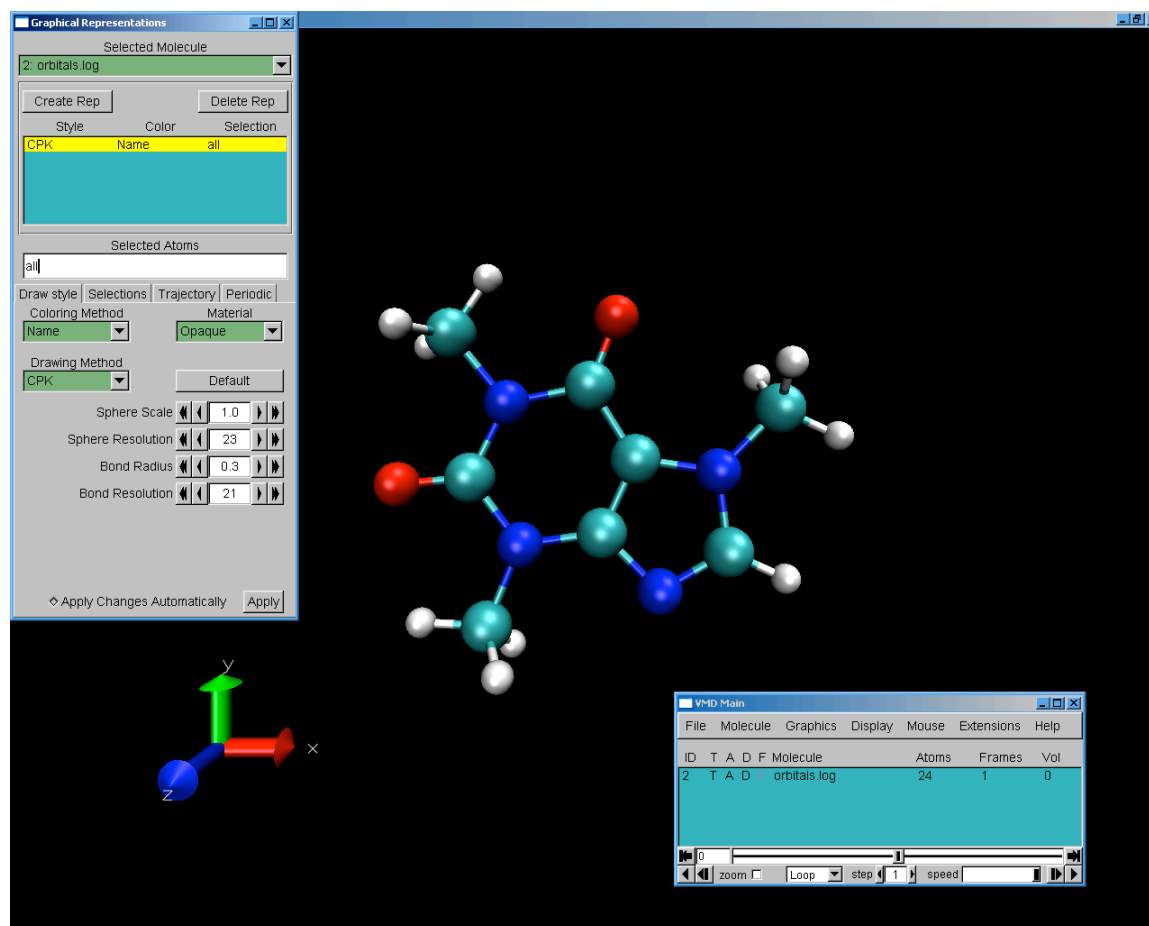 Graphical Representations
Selected Molecule
2: orbitals.log
Create Rep Delete Rep
Style Color Selection
CPK Name all
Selected Atoms
all
Draw style Selections Trajectory Periodic
Coloring Method Material
Name Opaque
Drawing Method
CPK Default
Sphere Scale 1.0
Sphere Resolution 23
Bond Radius 0.3
Bond Resolution 21
Apply Changes Automatically Apply
y
x
z
VMD Main
File Molecule Graphics Display Mouse Extensions Help
ID T A D F Molecule Atoms Frames Vol
2 T A D F orbitals.log 24 1 0
0
zoom Loop step 1 speed